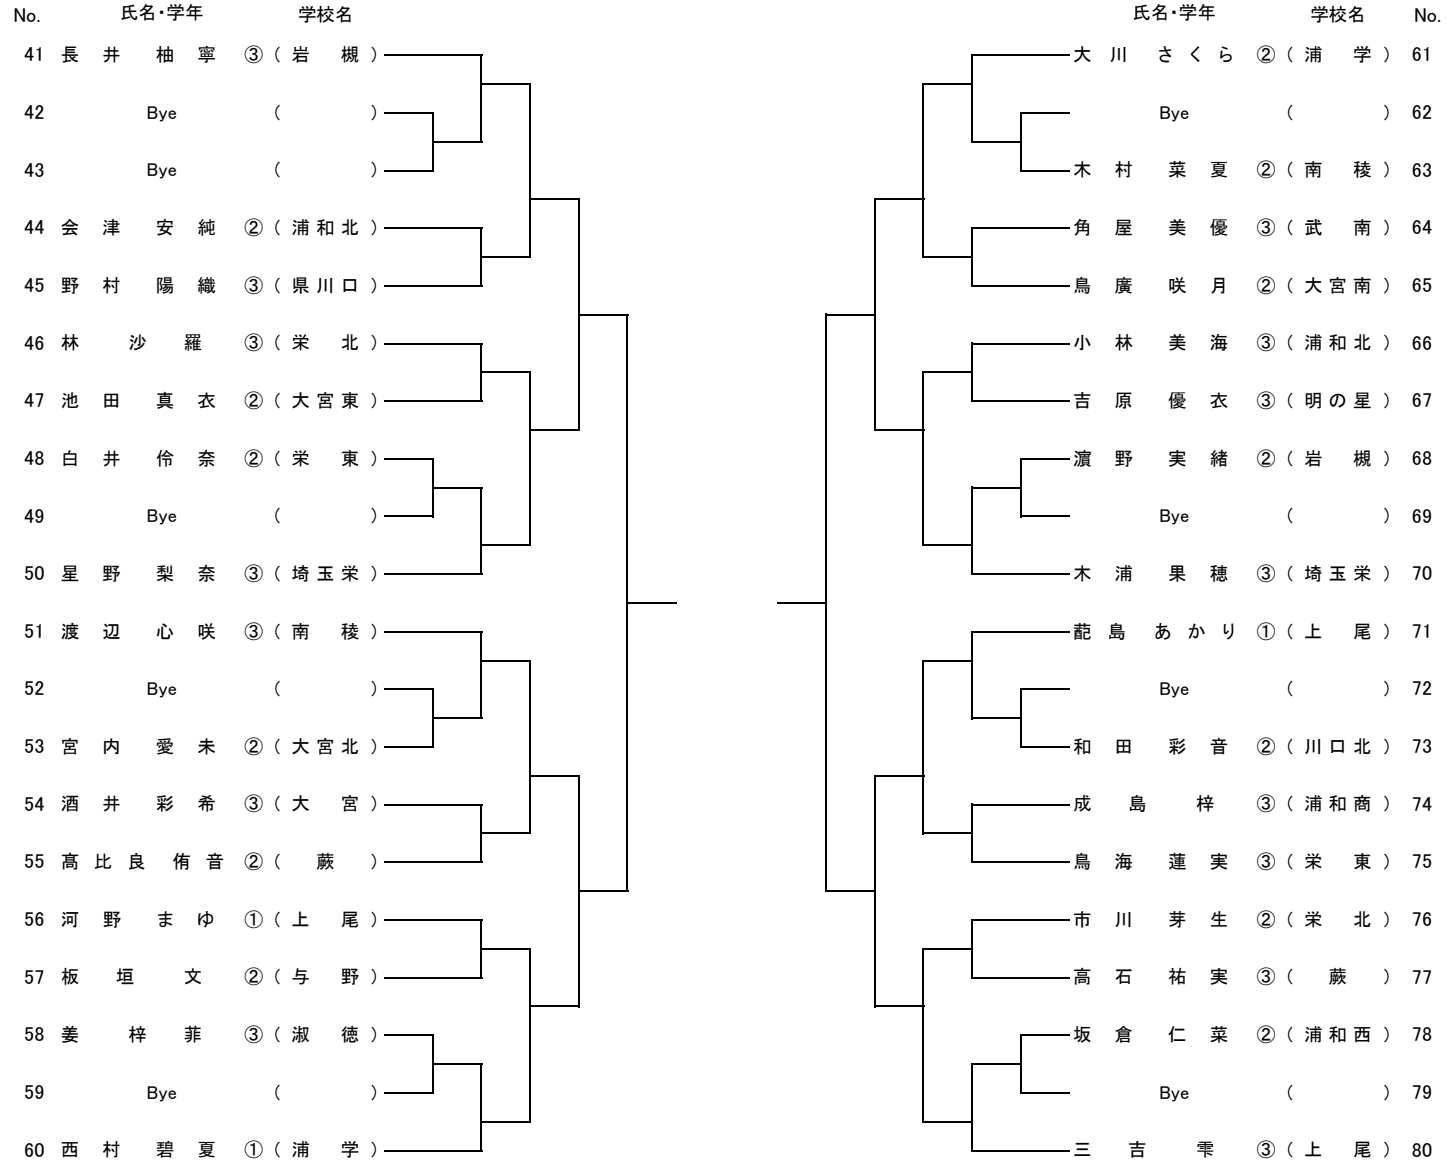 No. 氏名・学年 学校名 氏名・学年 学校名 No.
41 長井 柚寧 ③ ( 岩槻 ) 大川 さくら ② ( 浦学 ) 61
42 Bye ( ) Bye ( ) 62
43 Bye ( ) 木村 菜夏 ② ( 南稜 ) 63
44 会津 安純 ② ( 浦和北 ) 角屋 美優 ③ ( 武南 ) 64
45 野村 陽織 ③ ( 県川口 ) 鳥廣 咲月 ② ( 大宮南 ) 65
46 林 沙羅 ③ ( 栄北 ) 小林 美海 ③ ( 浦和北 ) 66
47 池田 真衣 ② ( 大宮東 ) 吉原 優衣 ③ ( 明の星 ) 67
48 白井 伶奈 ② ( 栄東 ) 濵野 実緒 ② ( 岩槻 ) 68
49 Bye ( ) Bye ( ) 69
50 星野 梨奈 ③ ( 埼玉栄 ) 木浦 果穂 ③ ( 埼玉栄 ) 70
51 渡辺 心咲 ③ ( 南稜 ) 蓜島 あかり ① ( 上尾 ) 71
52 Bye ( ) Bye ( ) 72
53 宮内 愛未 ② ( 大宮北 ) 和田 彩音 ② ( 川口北 ) 73
54 酒井 彩希 ③ ( 大宮 ) 成島 梓 ③ ( 浦和商 ) 74
55 髙比良 侑音 ② ( 蕨 ) 鳥海 蓮実 ③ ( 栄東 ) 75
56 河野 まゆ ① ( 上尾 ) 市川 芽生 ② ( 栄北 ) 76
57 板垣 文 ② ( 与野 ) 高石 祐実 ③ ( 蕨 ) 77
58 姜 梓菲 ③ ( 淑徳 ) 坂倉 仁菜 ② ( 浦和西 ) 78
59 Bye ( ) Bye ( ) 79
60 西村 碧夏 ① ( 浦学 ) 三吉 雫 ③ ( 上尾 ) 80